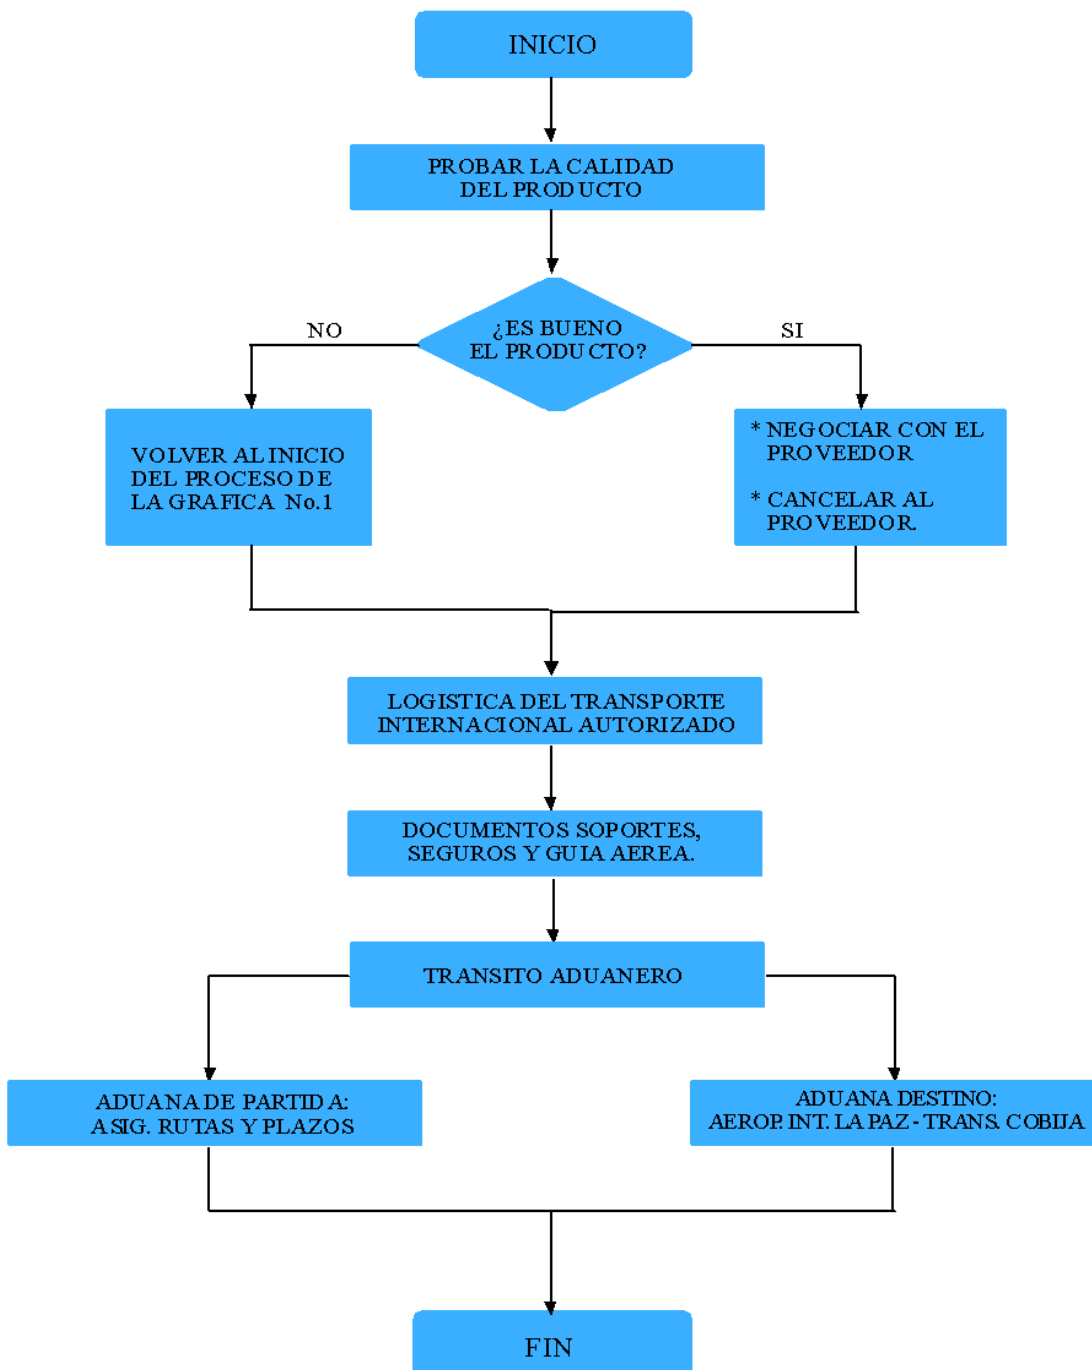 INICIO
PROBAR LA CALIDAD
DEL PRODUCTO
¿ES BUENO
EL PRODUCTO?
NO
SI
VOLVER AL INICIO
DEL PROCESO DE
LA GRAFICA No.1
* NEGOCIAR CON EL
PROVEEDOR
* CANCELAR AL
PROVEEDOR.
LOGISTICA DEL TRANSPORTE
INTERNACIONAL AUTORIZADO
DOCUMENTOS SOPORTES,
SEGUROS Y GUIA AEREA.
TRANSITO ADUANERO
ADUANA DE PARTIDA:
ASIG. RUTAS Y PLAZOS
ADUANA DESTINO:
AEROP. INT. LA PAZ - TRANS. COBIJA
FIN